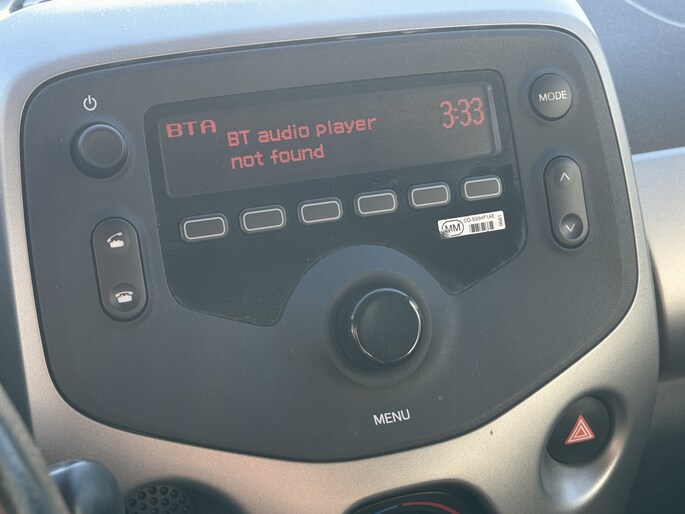 BTA
BT audio player
not found
3:33
MODE
MM
MENU